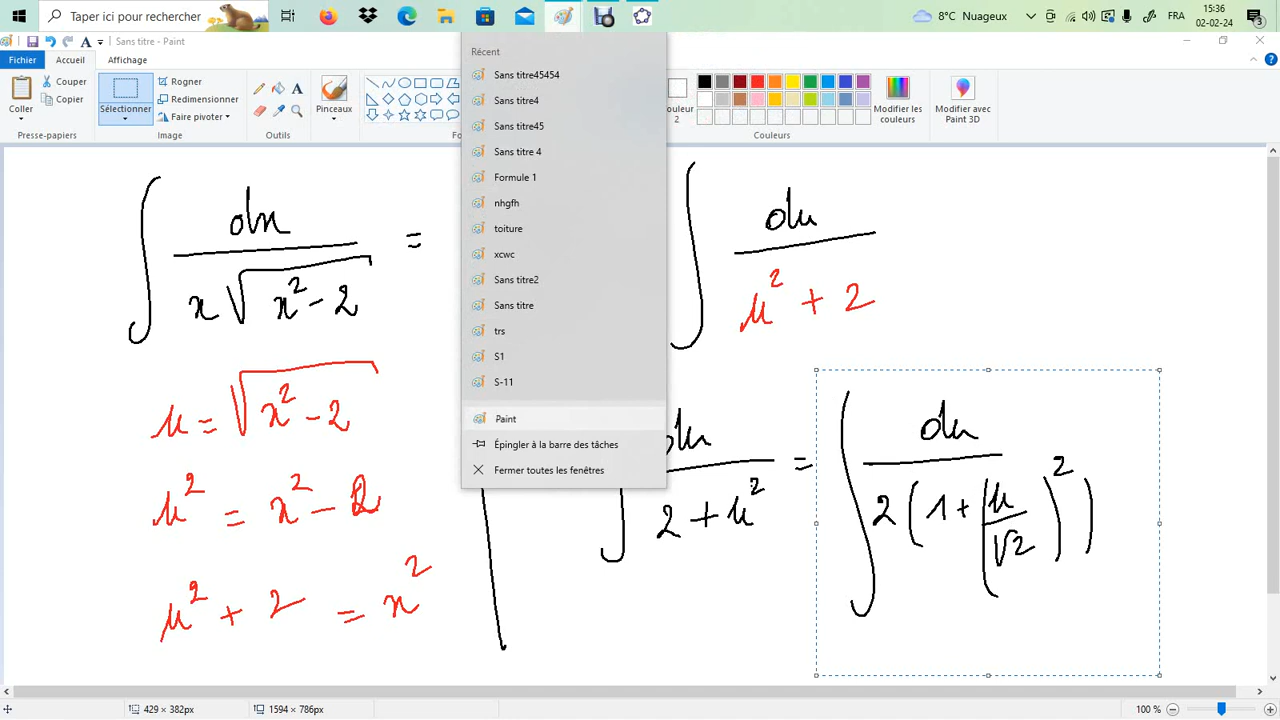 Taper ici pour rechercher
8°C Nuageux
FRA
15:36
02-02-24
3
Sans titre - Paint
Fichier
Accueil
Affichage
Coller
Couper
Copier
Presse-papiers
Sélectionner
Rogner
Redimensionner
Faire pivoter
Image
A
Outils
Pinceaux
Couleur 2
Modifier les couleurs
Couleurs
Modifier avec Paint 3D
Récent
Sans titre45454
Sans titre4
Sans titre45
Sans titre 4
Formule 1
nhgfh
toiture
xcwc
Sans titre2
Sans titre
trs
S1
S-11
Paint
Épingler à la barre des tâches
Fermer toutes les fenêtres
∫ dx / (x √(x² - 2)) =
∫ du / (u² + 2)
u = √(x² - 2)
u² = x² - 2
u² + 2 = x²
∫ du / (2 + u²) = ∫ du / (2 (1 + (u/√2)²))
429 × 382px
1594 × 786px
100 %